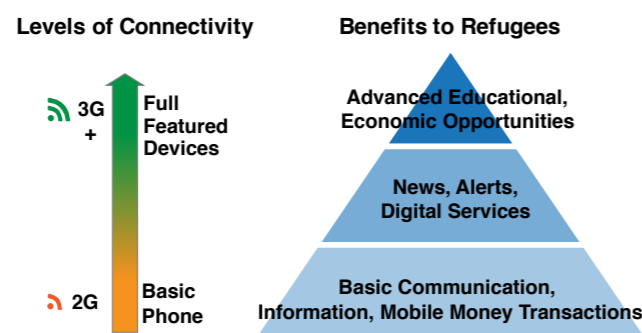 Levels of Connectivity
3G
+
Full
Featured
Devices
2G
Basic
Phone
Benefits to Refugees
Advanced Educational,
Economic Opportunities
News, Alerts,
Digital Services
Basic Communication,
Information, Mobile Money Transactions